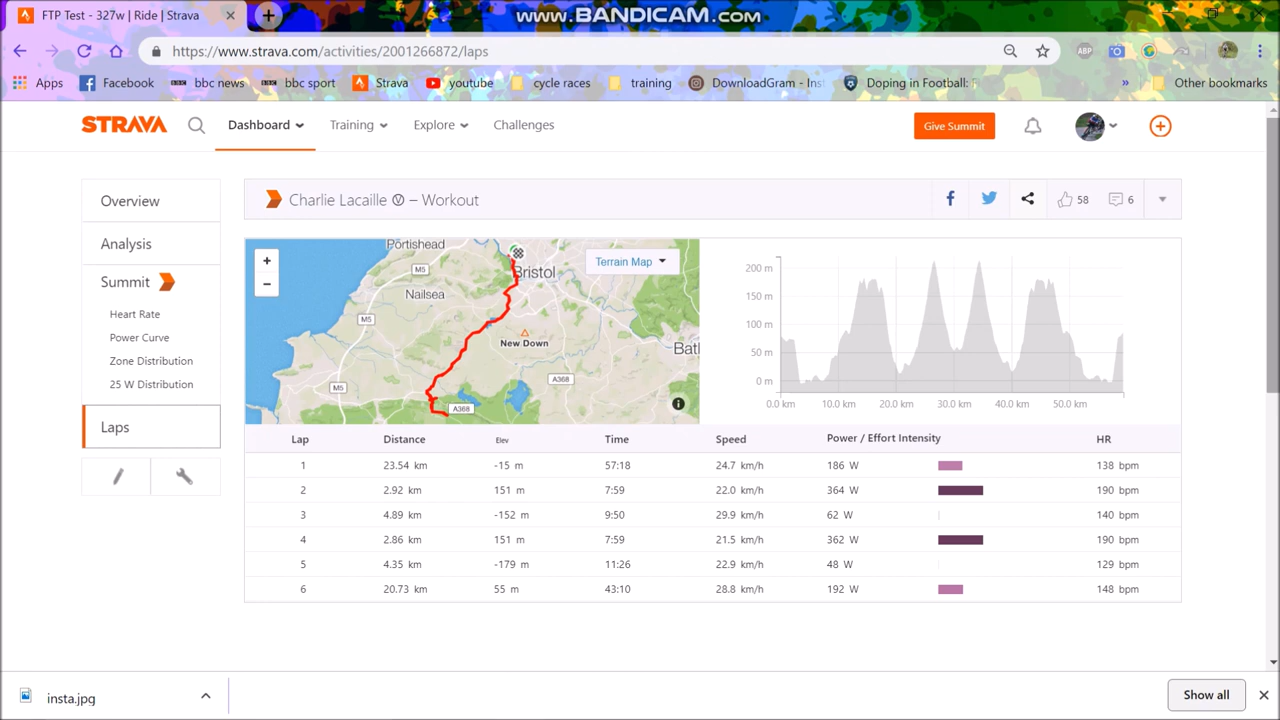 FTP Test - 327w | Ride | Strava
www.BANDICAM.com
https://www.strava.com/activities/2001266872/laps
ABP
Apps Facebook BBC bbc news BBC bbc sport Strava youtube cycle races training DownloadGram - Inst Doping in Football: T » Other bookmarks
STRAVA Dashboard Training Explore Challenges Give Summit
Overview
Analysis
Summit
Heart Rate
Power Curve
Zone Distribution
25 W Distribution
Laps
Charlie Lacaille V – Workout
58 6
+
−
Portishead
M5
Bristol
Nailsea
M5
New Down
Bat
M5
A368
A368
Terrain Map
200 m
150 m
100 m
50 m
0 m
0.0 km 10.0 km 20.0 km 30.0 km 40.0 km 50.0 km
Lap Distance Elev Time Speed Power / Effort Intensity HR
1 23.54 km -15 m 57:18 24.7 km/h 186 W 138 bpm
2 2.92 km 151 m 7:59 22.0 km/h 364 W 190 bpm
3 4.89 km -152 m 9:50 29.9 km/h 62 W 140 bpm
4 2.86 km 151 m 7:59 21.5 km/h 362 W 190 bpm
5 4.35 km -179 m 11:26 22.9 km/h 48 W 129 bpm
6 20.73 km 55 m 43:10 28.8 km/h 192 W 148 bpm
insta.jpg
Show all